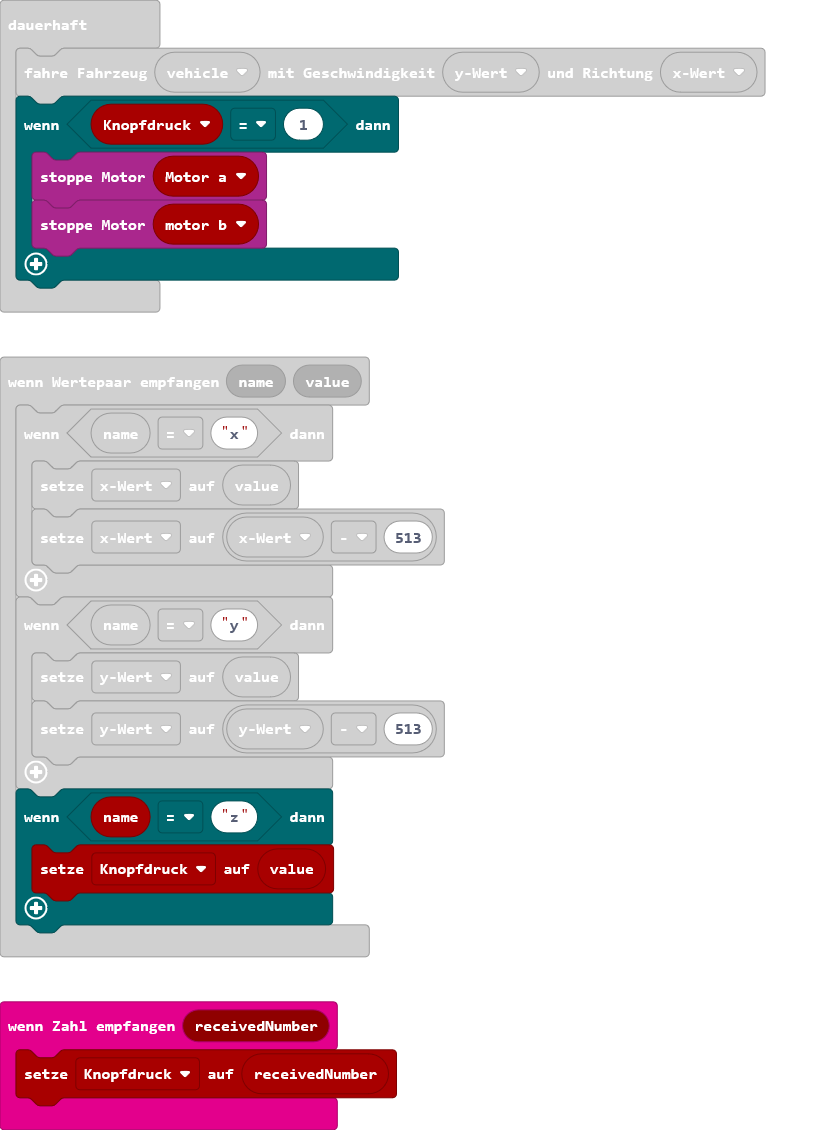 dauerhaft
fahre Fahrzeug vehicle mit Geschwindigkeit y-Wert und Richtung x-Wert
wenn Knopfdruck = 1 dann
stoppe Motor Motor a
stoppe Motor motor b
wenn Wertepaar empfangen name value
wenn name = "x" dann
setze x-Wert auf value
setze x-Wert auf x-Wert - 513
wenn name = "y" dann
setze y-Wert auf value
setze y-Wert auf y-Wert - 513
wenn name = "z" dann
setze Knopfdruck auf value
wenn Zahl empfangen receivedNumber
setze Knopfdruck auf receivedNumber